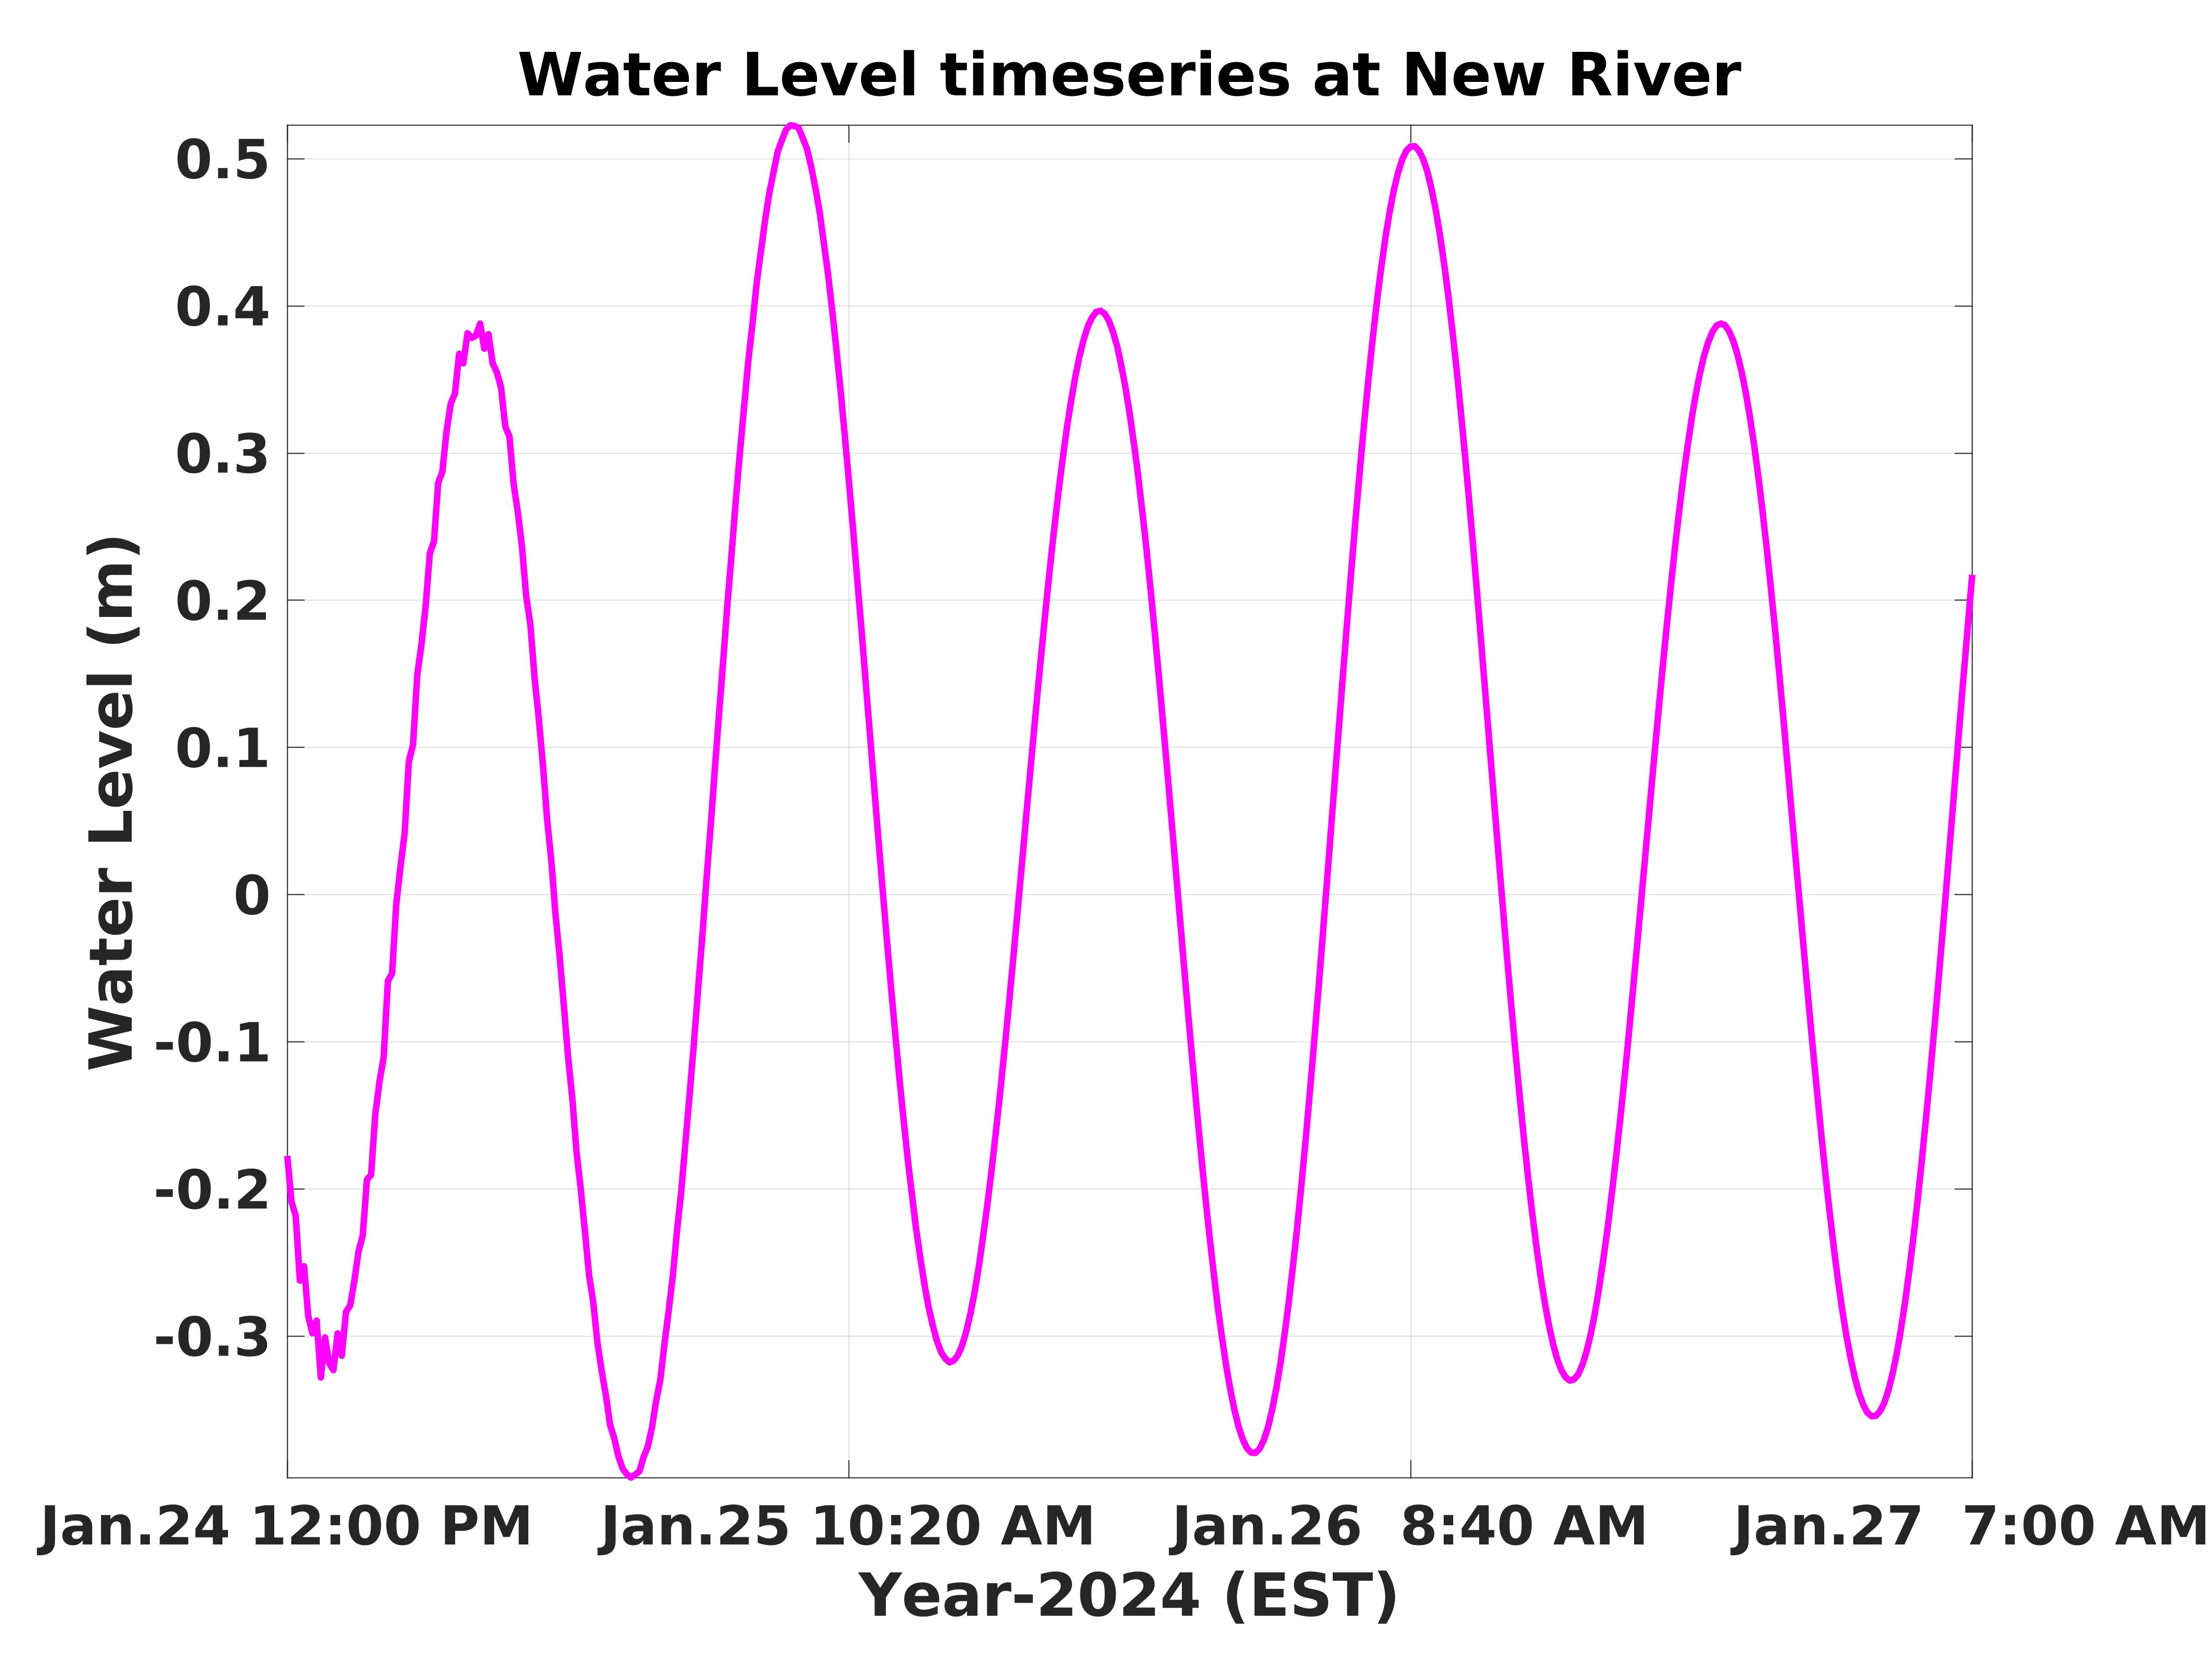 Water Level timeseries at New River
0.5
0.4
0.3
0.2
0.1
0
-0.1
-0.2
-0.3
Water Level (m)
Jan.24 12:00 PM Jan.25 10:20 AM Jan.26 8:40 AM Jan.27 7:00 AM
Year-2024 (EST)